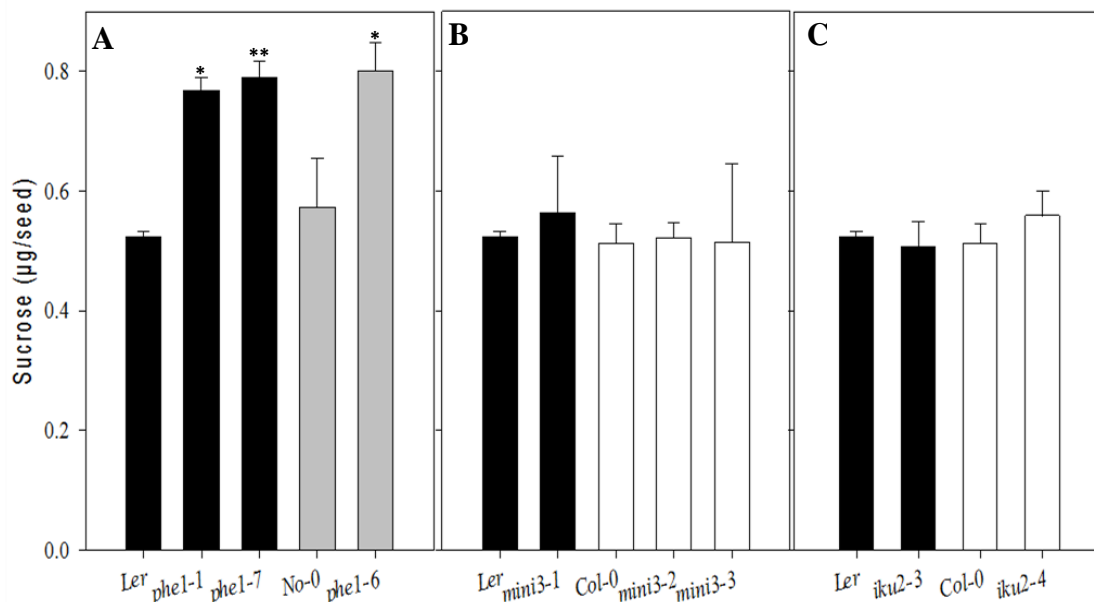 A
B
C
* ** *
0.8
0.6
0.4
0.2
0.0
Sucrose (µg/seed)
Ler phe1-1 phe1-7 No-0 phe1-6
Ler mini3-1 Col-0 mini3-2 mini3-3
Ler iku2-3 Col-0 iku2-4